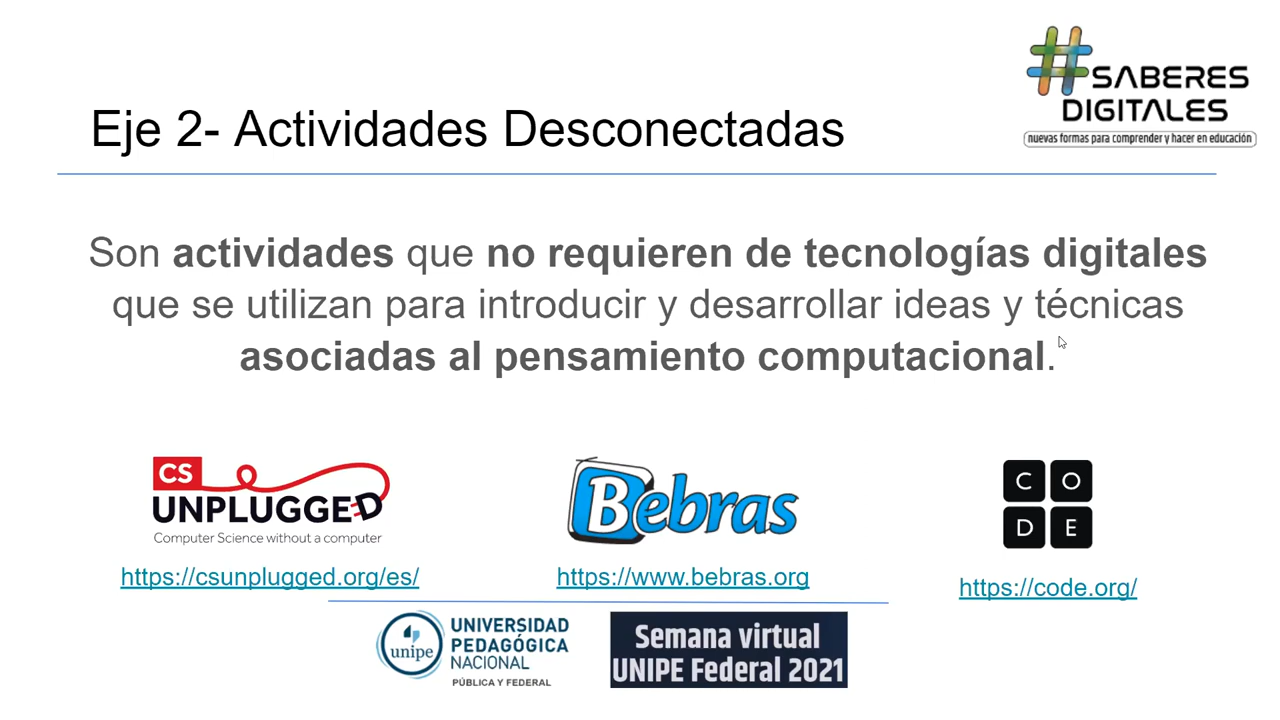 #SABERES
DIGITALES
nuevas formas para comprender y hacer en educación
Eje 2- Actividades Desconectadas
Son actividades que no requieren de tecnologías digitales
que se utilizan para introducir y desarrollar ideas y técnicas
asociadas al pensamiento computacional.
CS
UNPLUGGED
Computer Science without a computer
https://csunplugged.org/es/
Bebras
https://www.bebras.org
C O
D E
https://code.org/
unipe
UNIVERSIDAD
PEDAGÓGICA
NACIONAL
PÚBLICA Y FEDERAL
Semana virtual
UNIPE Federal 2021